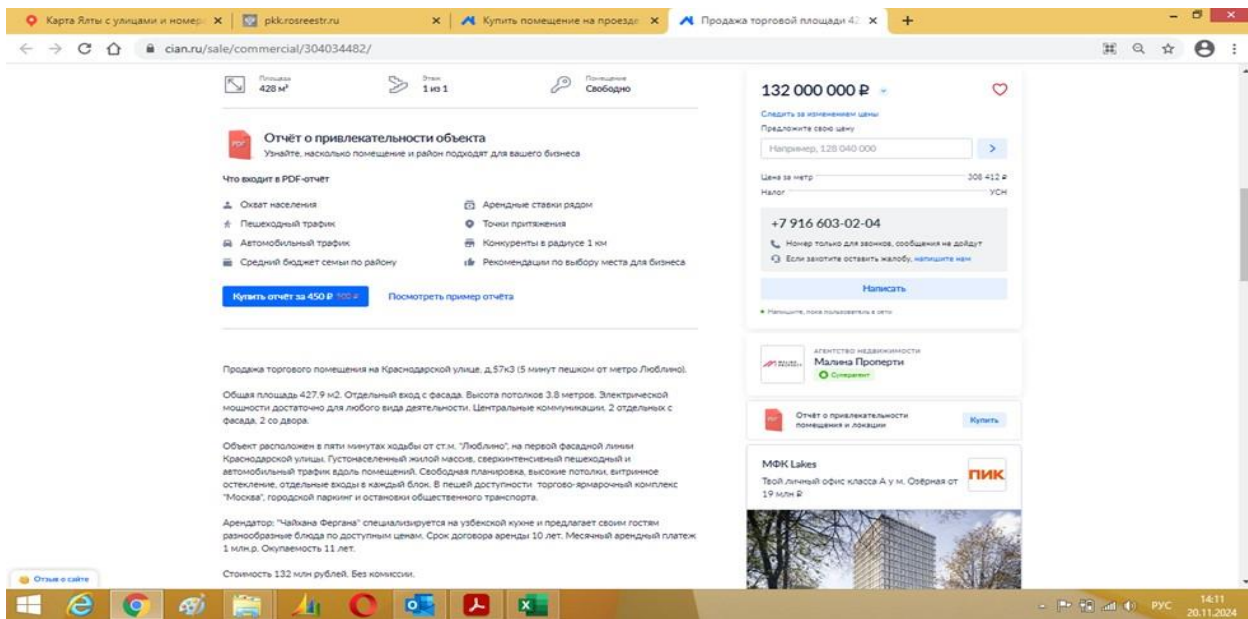 Карта Ялты с улицами и номер
pkk.rosreestr.ru
Купить помещение на проезде
Продажа торговой площади 42
cian.ru/sale/commercial/304034482/
Площадь
428 м²
Этаж
1 из 1
Помещение
Свободно
PDF
Отчёт о привлекательности объекта
Узнайте, насколько помещение и район подходят для вашего бизнеса
Что входит в PDF-отчёт
Охват населения
Арендные ставки рядом
Пешеходный трафик
Точки притяжения
Автомобильный трафик
Конкуренты в радиусе 1 км
Средний бюджет семьи по району
Рекомендации по выбору места для бизнеса
Купить отчёт за 450 ₽
Посмотреть пример отчёта
Продажа торгового помещения на Краснодарской улице, д.57к3 (5 минут пешком от метро Люблино).
Общая площадь 427,9 м2. Отдельный вход с фасада. Высота потолков 3.8 метров. Электрической
мощности достаточно для любого вида деятельности. Центральные коммуникации, 2 отдельных с
фасада, 2 со двора.
Объект расположен в пяти минутах ходьбы от ст.м. "Люблино", на первой фасадной линии
Краснодарской улицы. Густонаселенный жилой массив, сверхинтенсивный пешеходный и
автомобильный трафик вдоль помещений. Свободная планировка, высокие потолки, витринное
остекление, отдельные входы в каждый блок. В пешей доступности торгово-ярмарочный комплекс
"Москва", городской паркинг и остановки общественного транспорта.
Арендатор: "Чайхана Фергана" специализируется на узбекской кухне и предлагает своим гостям
разнообразные блюда по доступным ценам. Срок договора аренды 10 лет. Месячный арендный платеж
1 млн.р. Окупаемость 11 лет.
Стоимость 132 млн рублей. Без комиссии.
132 000 000 ₽
Следить за изменением цены
Предложите свою цену
Например, 128 040 000
Цена за метр
308 412 ₽
Налог
УСН
+7 916 603-02-04
Номер только для звонков, сообщения не дойдут
Если захотите оставить жалобу, напишите нам
Написать
Напишите, пока пользователь в сети
АГЕНТСТВО НЕДВИЖИМОСТИ
Малина Проперти
Суперагент
PDF
Отчёт о привлекательности
помещения и локации
Купить
МФК Lakes
Твой личный офис класса А у м. Озёрная от
19 млн ₽
ПИК
Отзыв о сайте
РУС
14:11
20.11.2024